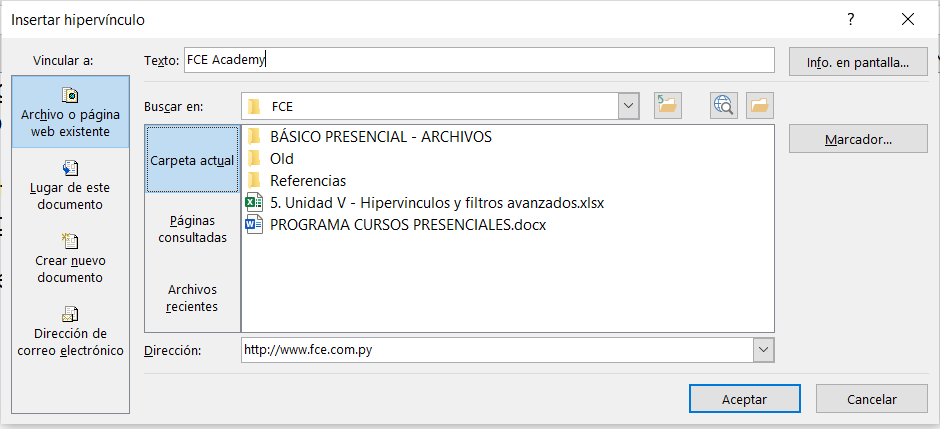 Insertar hipervínculo
?
Vincular a:
Archivo o página
web existente
Lugar de este
documento
Crear nuevo
documento
Dirección de
correo electrónico
Texto:
FCE Academy
Info. en pantalla...
Buscar en:
FCE
Carpeta actual
Páginas
consultadas
Archivos
recientes
BÁSICO PRESENCIAL - ARCHIVOS
Old
Referencias
5. Unidad V - Hipervinculos y filtros avanzados.xlsx
PROGRAMA CURSOS PRESENCIALES.docx
Marcador...
Dirección:
http://www.fce.com.py
Aceptar
Cancelar